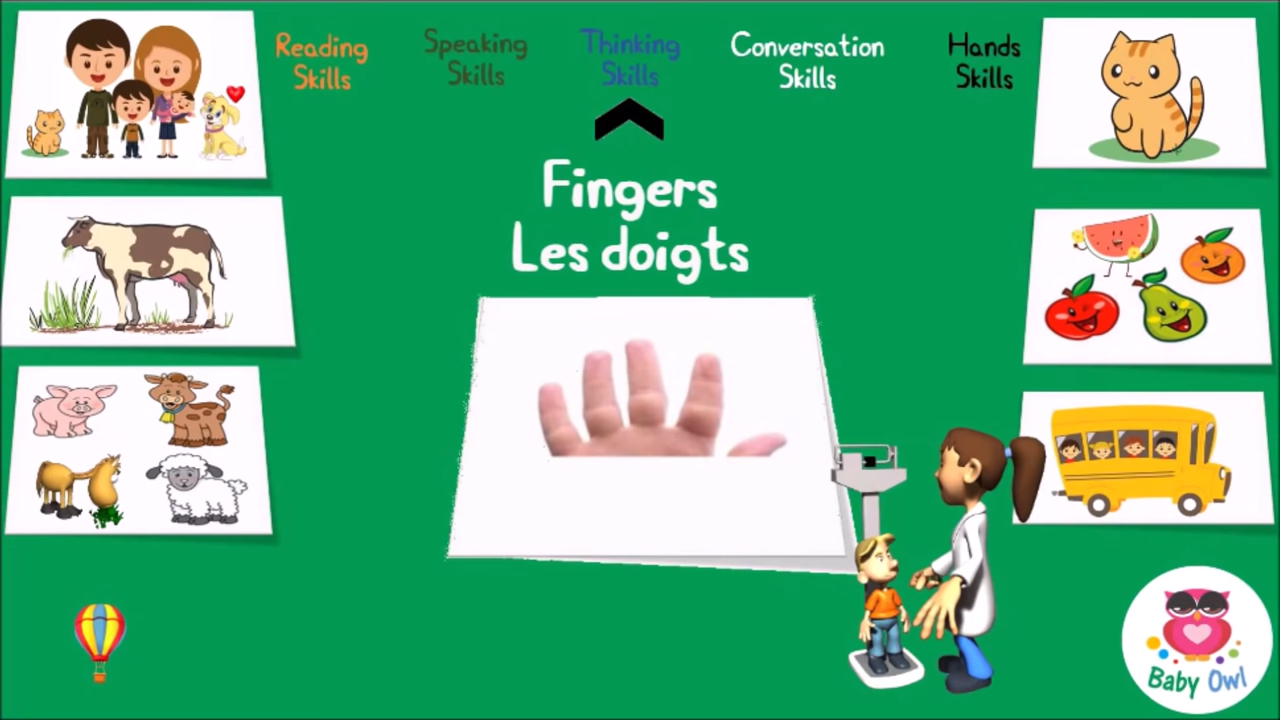 Reading
Skills
Speaking
Skills
Thinking
Skills
Conversation
Skills
Hands
Skills
Fingers
Les doigts
Baby Owl